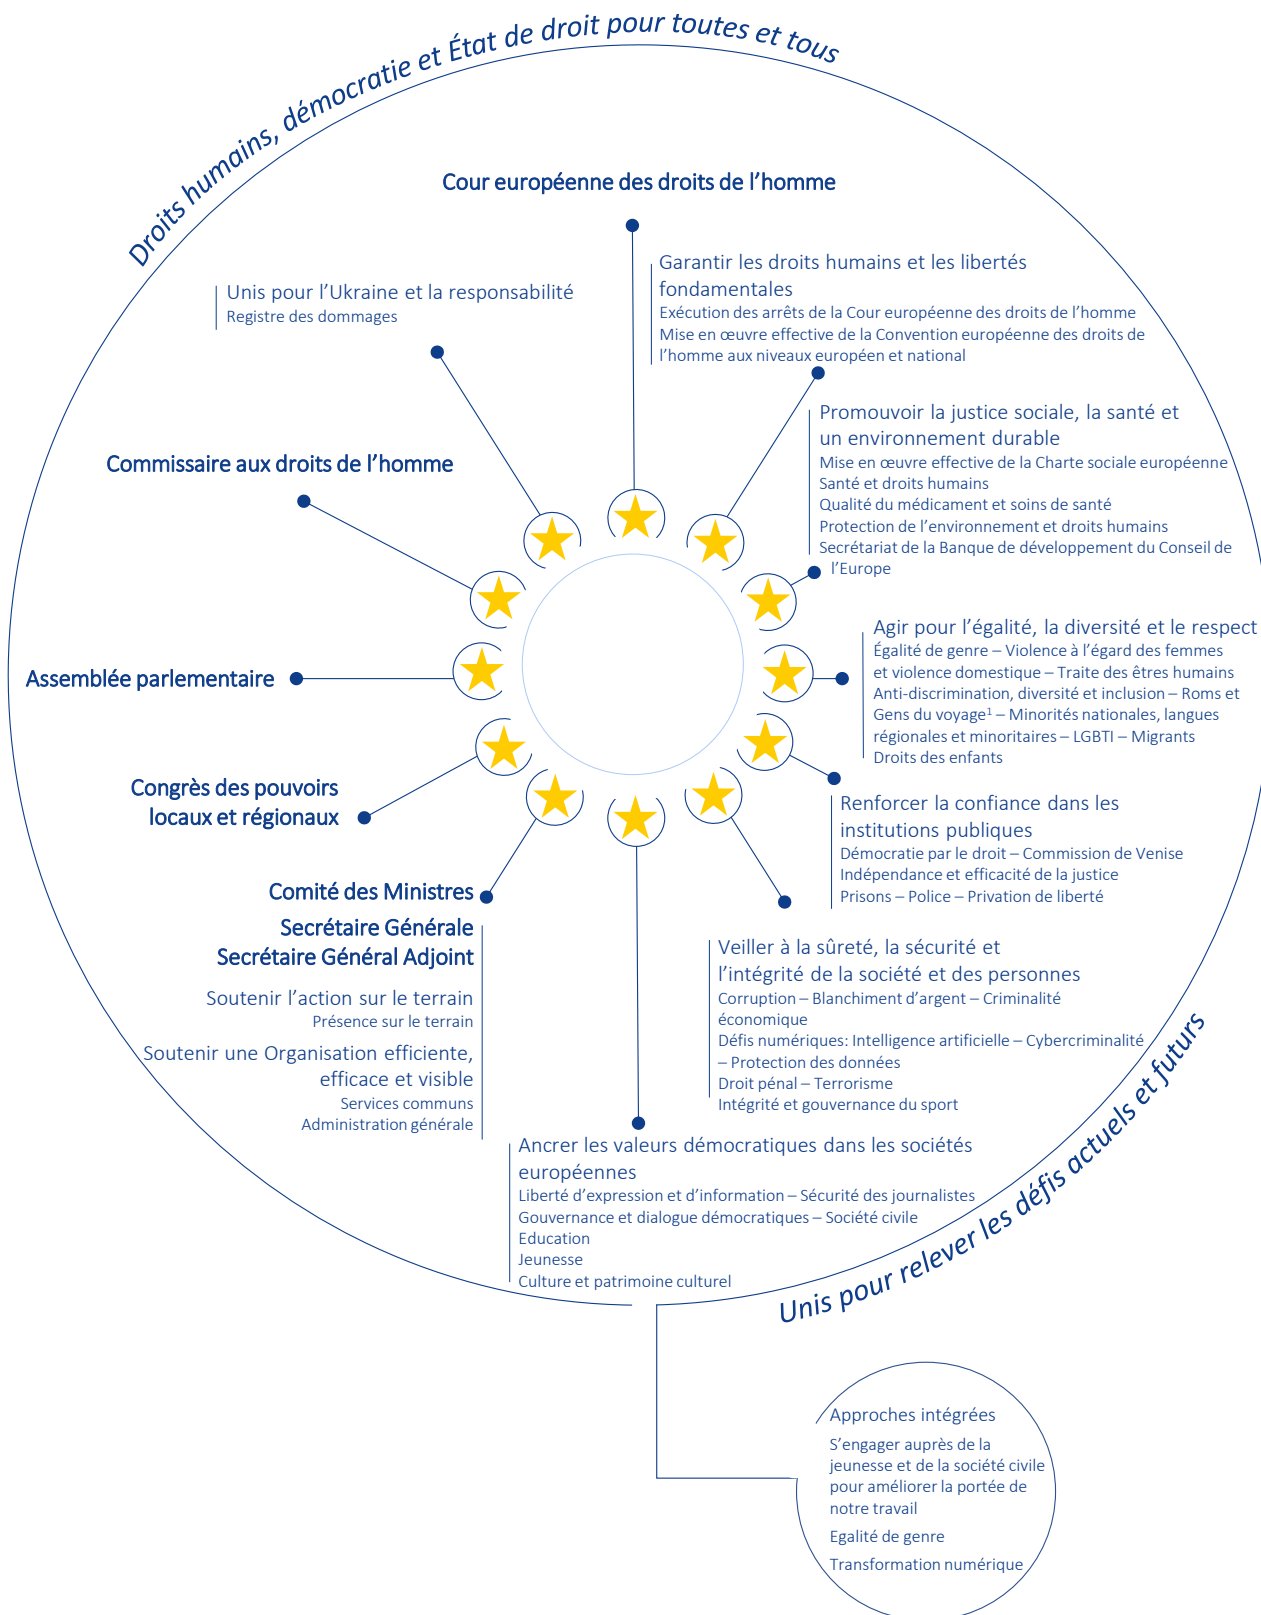 Droits humains, démocratie et État de droit pour toutes et tous
Cour européenne des droits de l’homme
Garantir les droits humains et les libertés
fondamentales
Exécution des arrêts de la Cour européenne des droits de l’homme
Mise en œuvre effective de la Convention européenne des droits de
l’homme aux niveaux européen et national
Unis pour l’Ukraine et la responsabilité
Registre des dommages
Promouvoir la justice sociale, la santé et
un environnement durable
Mise en œuvre effective de la Charte sociale européenne
Santé et droits humains
Qualité du médicament et soins de santé
Protection de l’environnement et droits humains
Secrétariat de la Banque de développement du Conseil de
l’Europe
Commissaire aux droits de l’homme
Agir pour l’égalité, la diversité et le respect
Égalité de genre – Violence à l’égard des femmes
et violence domestique – Traite des êtres humains
Anti-discrimination, diversité et inclusion – Roms et
Gens du voyage¹ – Minorités nationales, langues
régionales et minoritaires – LGBTI – Migrants
Droits des enfants
Assemblée parlementaire
Congrès des pouvoirs
locaux et régionaux
Renforcer la confiance dans les
institutions publiques
Démocratie par le droit – Commission de Venise
Indépendance et efficacité de la justice
Prisons – Police – Privation de liberté
Comité des Ministres
Secrétaire Générale
Secrétaire Général Adjoint
Soutenir l’action sur le terrain
Présence sur le terrain
Soutenir une Organisation efficiente,
efficace et visible
Services communs
Administration générale
Veiller à la sûreté, la sécurité et
l’intégrité de la société et des personnes
Corruption – Blanchiment d’argent – Criminalité
économique
Défis numériques: Intelligence artificielle – Cybercriminalité
– Protection des données
Droit pénal – Terrorisme
Intégrité et gouvernance du sport
Ancrer les valeurs démocratiques dans les sociétés
européennes
Liberté d’expression et d’information – Sécurité des journalistes
Gouvernance et dialogue démocratiques – Société civile
Education
Jeunesse
Culture et patrimoine culturel
Unis pour relever les défis actuels et futurs
Approches intégrées
S’engager auprès de la
jeunesse et de la société civile
pour améliorer la portée de
notre travail
Egalité de genre
Transformation numérique